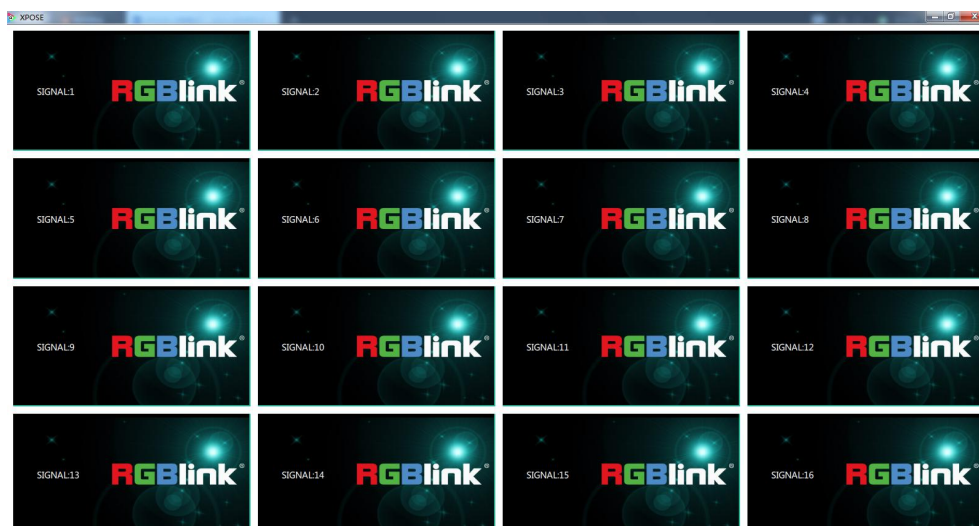 XPOSE
SIGNAL:1 RGBlink®
SIGNAL:2 RGBlink®
SIGNAL:3 RGBlink®
SIGNAL:4 RGBlink®
SIGNAL:5 RGBlink®
SIGNAL:6 RGBlink®
SIGNAL:7 RGBlink®
SIGNAL:8 RGBlink®
SIGNAL:9 RGBlink®
SIGNAL:10 RGBlink®
SIGNAL:11 RGBlink®
SIGNAL:12 RGBlink®
SIGNAL:13 RGBlink®
SIGNAL:14 RGBlink®
SIGNAL:15 RGBlink®
SIGNAL:16 RGBlink®